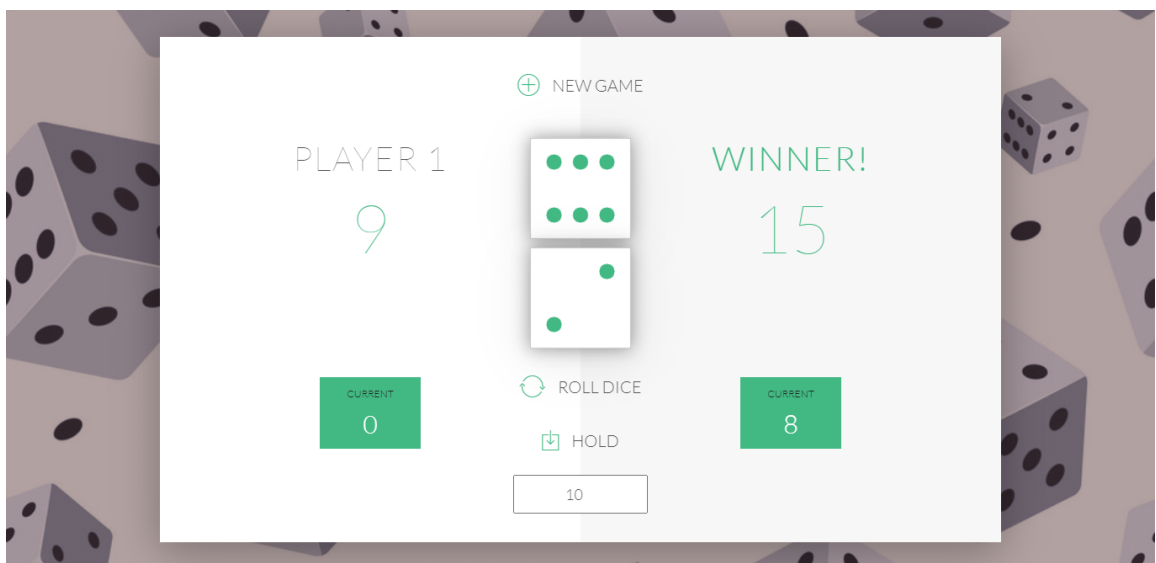 NEW GAME
PLAYER 1
WINNER!
9
15
CURRENT
0
CURRENT
8
ROLL DICE
HOLD
10